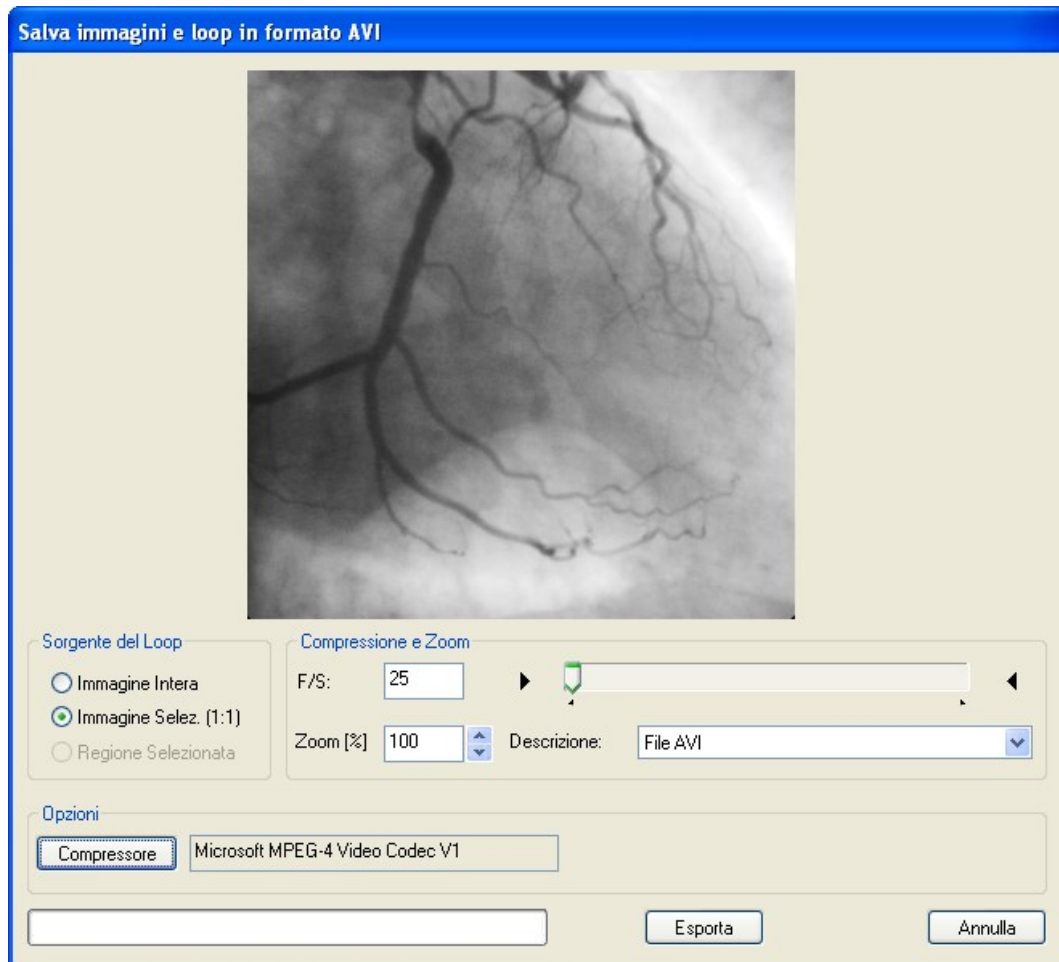 Salva immagini e loop in formato AVI
Sorgente del Loop
Immagine Intera
Immagine Selez. (1:1)
Regione Selezionata
Compressione e Zoom
F/S: 25
Zoom [%] 100 Descrizione: File AVI
Opzioni
Compressore Microsoft MPEG-4 Video Codec V1
Esporta Annulla